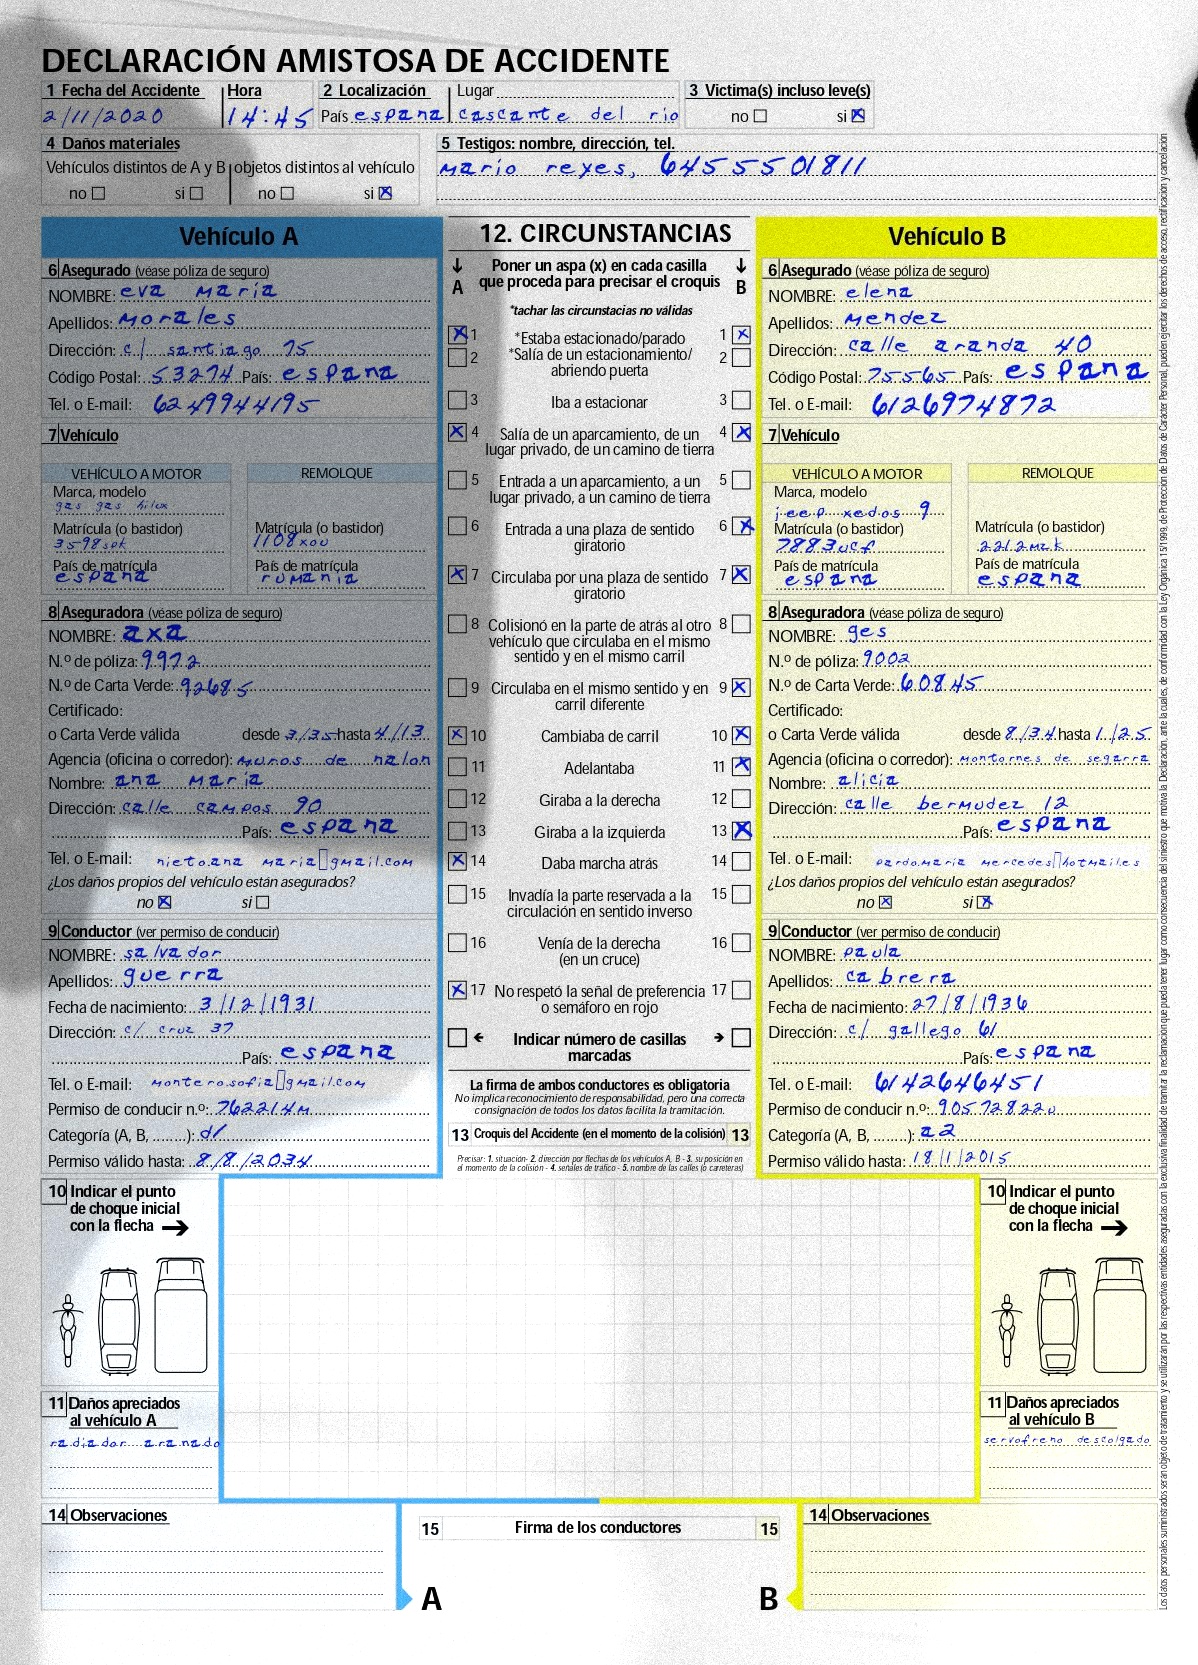 DECLARACIÓN AMISTOSA DE ACCIDENTE
1 Fecha del Accidente Hora 2 Localización Lugar 3 Victima(s) incluso leve(s)
2/11/2020 14:45 País espana cascante del rio no si
4 Daños materiales 5 Testigos: nombre, dirección, tel.
Vehículos distintos de A y B objetos distintos al vehículo mario reyes, 6455501811
no si no si
Vehículo A
6 Asegurado (véase póliza de seguro)
NOMBRE: eva maria
Apellidos: morales
Dirección: c/ santiago 75
Código Postal: 53274 País: espana
Tel. o E-mail: 6249944195
7 Vehículo
VEHÍCULO A MOTOR REMOLQUE
Marca, modelo
gas gas hilux
Matrícula (o bastidor) Matrícula (o bastidor)
3598spk 1108xou
País de matrícula País de matrícula
espana rumania
8 Aseguradora (véase póliza de seguro)
NOMBRE: axa
N.º de póliza: 9972
N.º de Carta Verde: 92685
Certificado:
o Carta Verde válida desde 3/35 hasta 4/13
Agencia (oficina o corredor): muros de nalon
Nombre: ana maria
Dirección: calle campos 90
País: espana
Tel. o E-mail: nieto.ana maria▯gmail.com
¿Los daños propios del vehículo están asegurados?
no si
9 Conductor (ver permiso de conducir)
NOMBRE: salvador
Apellidos: guerra
Fecha de nacimiento: 3/12/1931
Dirección: c/ cruz 37
País: espana
Tel. o E-mail: montero.sofia▯gmail.com
Permiso de conducir n.º: 762214m
Categoría (A, B, ........): d1
Permiso válido hasta: 8/8/2034
12. CIRCUNSTANCIAS
A Poner un aspa (x) en cada casilla B
que proceda para precisar el croquis
*tachar las circunstacias no válidas
1 *Estaba estacionado/parado 1
2 *Salía de un estacionamiento/ 2
abriendo puerta
3 Iba a estacionar 3
4 Salía de un aparcamiento, de un 4
lugar privado, de un camino de tierra
5 Entrada a un aparcamiento, a un 5
lugar privado, a un camino de tierra
6 Entrada a una plaza de sentido 6
giratorio
7 Circulaba por una plaza de sentido 7
giratorio
8 Colisionó en la parte de atrás al otro 8
vehículo que circulaba en el mismo
sentido y en el mismo carril
9 Circulaba en el mismo sentido y en 9
carril diferente
10 Cambiaba de carril 10
11 Adelantaba 11
12 Giraba a la derecha 12
13 Giraba a la izquierda 13
14 Daba marcha atrás 14
15 Invadía la parte reservada a la 15
circulación en sentido inverso
16 Venía de la derecha 16
(en un cruce)
17 No respetó la señal de preferencia 17
o semáforo en rojo
Indicar número de casillas
marcadas
La firma de ambos conductores es obligatoria
No implica reconocimiento de responsabilidad, pero una correcta
consignación de todos los datos facilita la tramitación.
13 Croquis del Accidente (en el momento de la colisión) 13
Precisar: 1. situación- 2. dirección por flechas de los vehículos A, B - 3. su posición en
el momento de la colisión - 4. señales de tráfico - 5. nombre de las calles (o carreteras)
Vehículo B
6 Asegurado (véase póliza de seguro)
NOMBRE: elena
Apellidos: mendez
Dirección: calle aranda 40
Código Postal: 75565 País: espana
Tel. o E-mail: 6126974872
7 Vehículo
VEHÍCULO A MOTOR REMOLQUE
Marca, modelo
jeep xedos 9
Matrícula (o bastidor) Matrícula (o bastidor)
7883ucf 2212mzk
País de matrícula País de matrícula
espana espana
8 Aseguradora (véase póliza de seguro)
NOMBRE: ges
N.º de póliza: 9002
N.º de Carta Verde: 60845
Certificado:
o Carta Verde válida desde 8/34 hasta 1/25
Agencia (oficina o corredor): montornes de segarra
Nombre: alicia
Dirección: calle bermudez 12
País: espana
Tel. o E-mail: pardo.maria mercedes▯hotmail.es
¿Los daños propios del vehículo están asegurados?
no si
9 Conductor (ver permiso de conducir)
NOMBRE: paula
Apellidos: cabrera
Fecha de nacimiento: 27/8/1936
Dirección: c/ gallego 61
País: espana
Tel. o E-mail: 6142646451
Permiso de conducir n.º: 90572822u
Categoría (A, B, ........): a2
Permiso válido hasta: 18/1/2015
10 Indicar el punto
de choque inicial
con la flecha
11 Daños apreciados
al vehículo A
radiador aranado
14 Observaciones
10 Indicar el punto
de choque inicial
con la flecha
11 Daños apreciados
al vehículo B
servofreno descolgado
14 Observaciones
15 Firma de los conductores 15
A B
Los datos personales suministrados seran objeto de tratamiento y se utilizarán por las respectivas entidades aseguradas con la exclusiva finalidad de tramitar la reclamación que pueda tener lugar como consecuencia del siniestro que motiva la Declaración, ante la cuales, de conformidad con la Ley Orgánica 15/1999, de Protección de Datos de Carácter Personal, pueden ejercitar los derechos de acceso, rectificación y cancelación